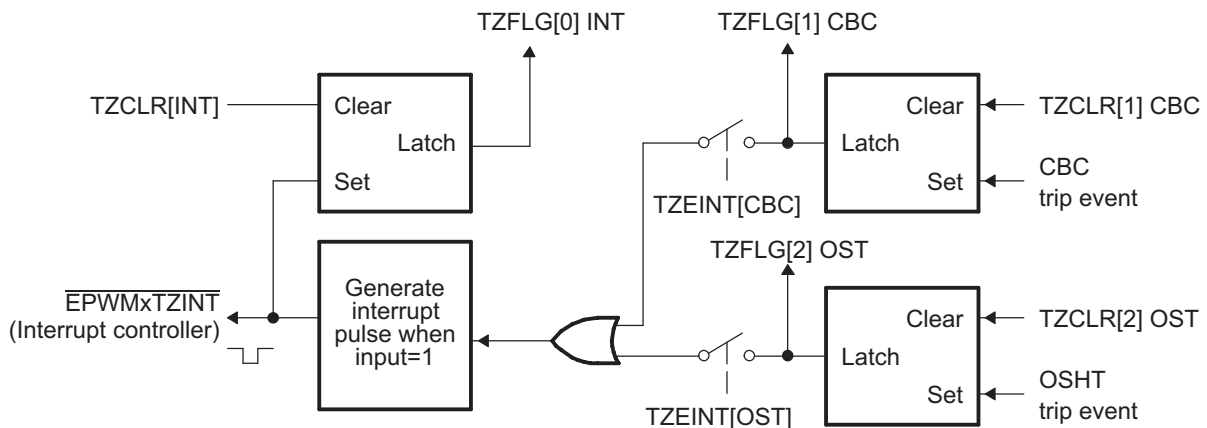 TZFLG[0] INT
TZFLG[1] CBC
TZCLR[INT]
Clear
Latch
Set
Clear
Latch
Set
TZCLR[1] CBC
CBC
trip event
TZEINT[CBC]
TZFLG[2] OST
EPWMxTZINT
(Interrupt controller)
Generate
interrupt
pulse when
input=1
Clear
Latch
Set
TZCLR[2] OST
OSHT
trip event
TZEINT[OST]